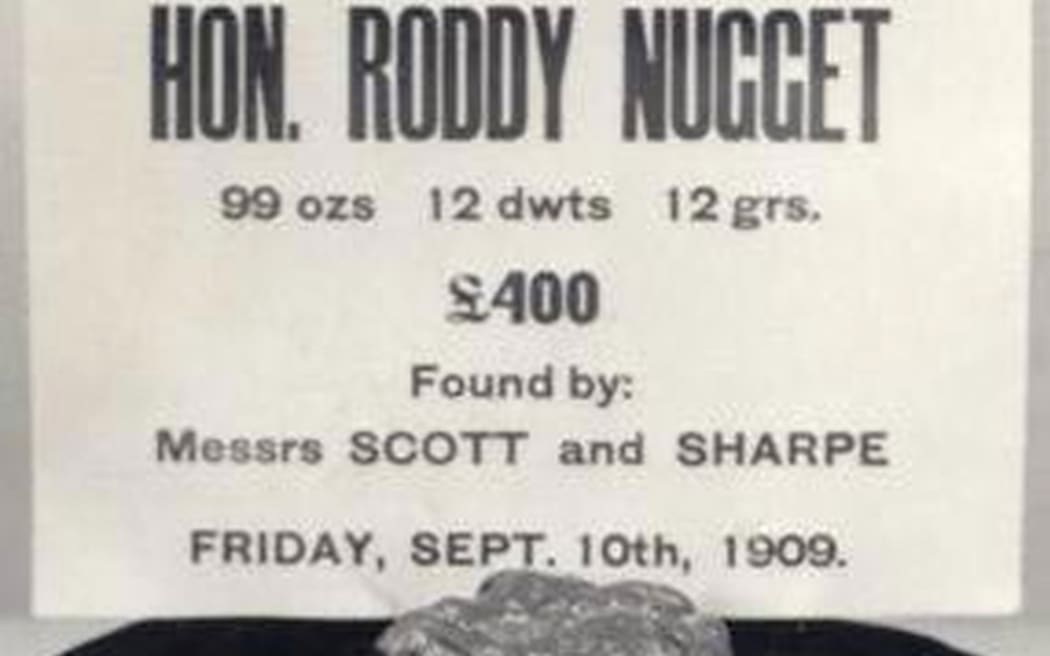 HON. RODDY NUGGET
99 ozs 12 dwts 12 grs.
£400
Found by:
Messrs SCOTT and SHARPE
FRIDAY, SEPT. 10th, 1909.